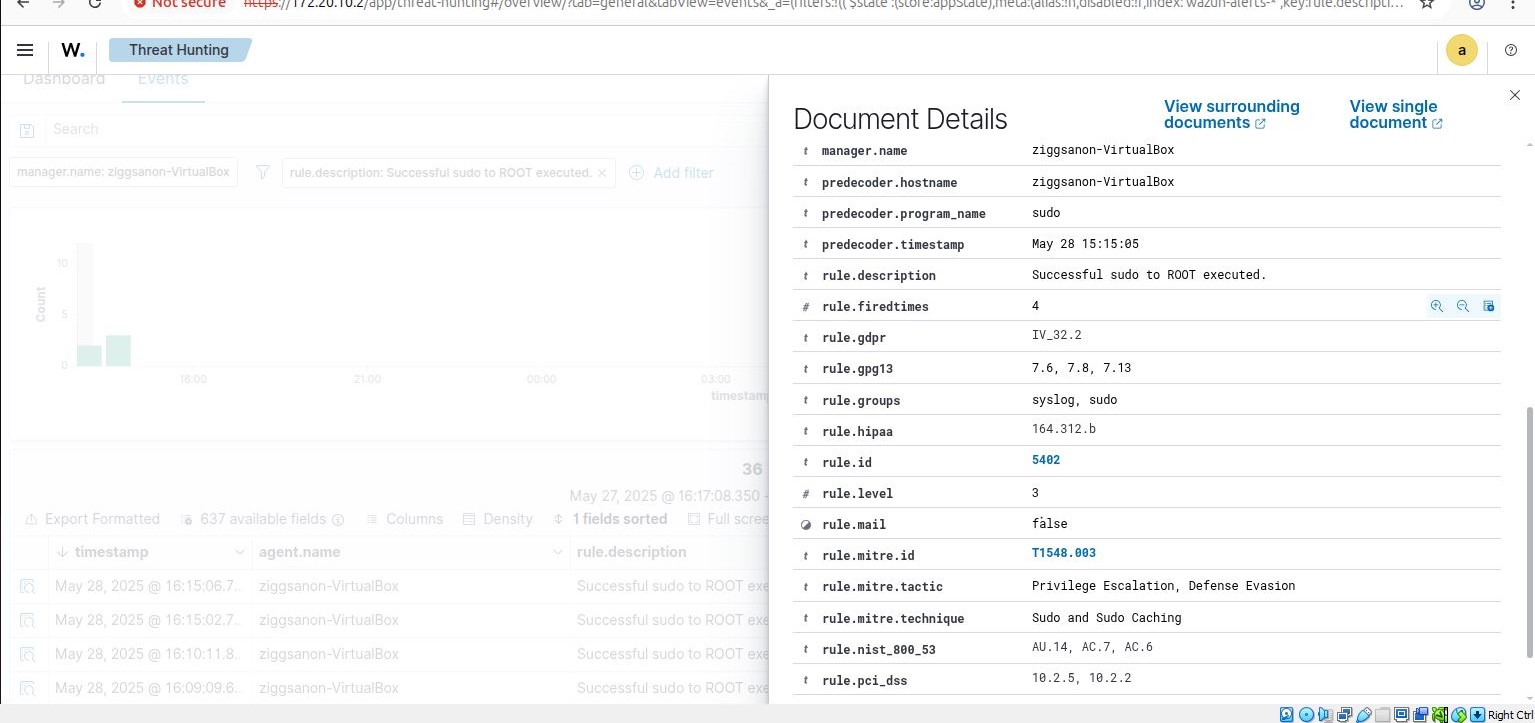 Not secure https://172.20.10.2/app/threat-hunting#/overview/?tab=general&tabView=events&_a=(filters:!(('$state':(store:appState),meta:(alias:!n,disabled:!f,index:'wazuh-alerts-*',key:rule.descripti...
W. Threat Hunting a
Dashboard Events
Search
manager.name: ziggsanon-VirtualBox rule.description: Successful sudo to ROOT executed. × Add filter
10
5
0
Count
18:00 21:00 00:00 03:00
timestam
36
May 27, 2025 @ 16:17:08.350 -
Export Formatted 637 available fields Columns Density 1 fields sorted Full scree
timestamp agent.name rule.description
May 28, 2025 @ 16:15:06.7... ziggsanon-VirtualBox Successful sudo to ROOT exe
May 28, 2025 @ 16:15:02.7... ziggsanon-VirtualBox Successful sudo to ROOT exe
May 28, 2025 @ 16:10:11.8... ziggsanon-VirtualBox Successful sudo to ROOT exe
May 28, 2025 @ 16:09:09.6... ziggsanon-VirtualBox Successful sudo to ROOT exe
Document Details
View surrounding
documents
View single
document
t manager.name ziggsanon-VirtualBox
t predecoder.hostname ziggsanon-VirtualBox
t predecoder.program_name sudo
t predecoder.timestamp May 28 15:15:05
t rule.description Successful sudo to ROOT executed.
# rule.firedtimes 4
t rule.gdpr IV_32.2
t rule.gpg13 7.6, 7.8, 7.13
t rule.groups syslog, sudo
t rule.hipaa 164.312.b
t rule.id 5402
# rule.level 3
rule.mail false
t rule.mitre.id T1548.003
t rule.mitre.tactic Privilege Escalation, Defense Evasion
t rule.mitre.technique Sudo and Sudo Caching
t rule.nist_800_53 AU.14, AC.7, AC.6
t rule.pci_dss 10.2.5, 10.2.2
Right Ctrl